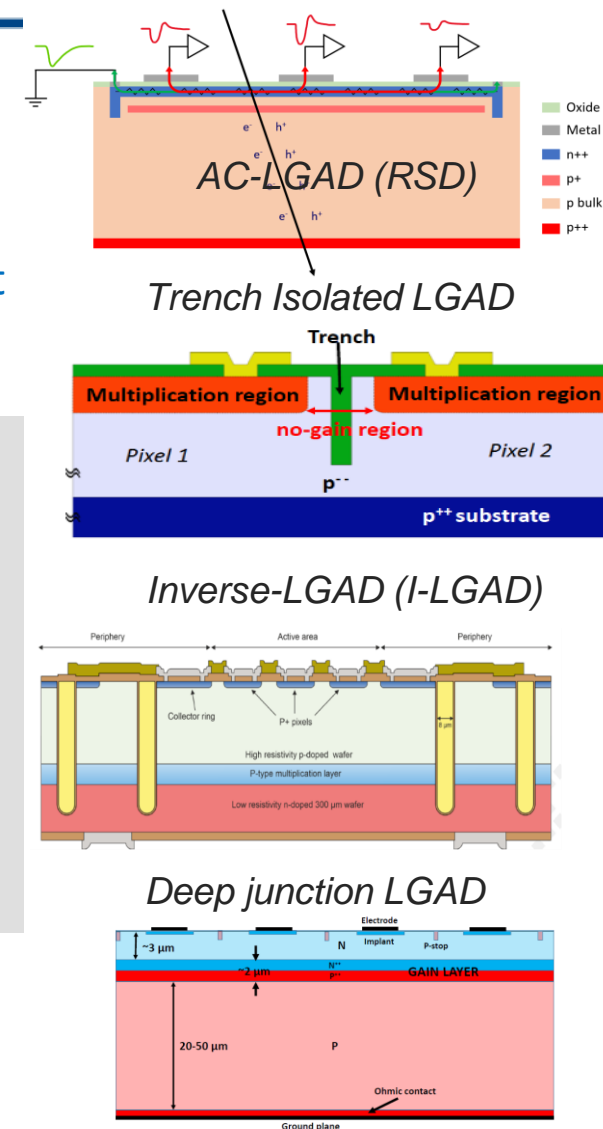 t
Oxide
Metal
n++
p+
p bulk
p++
e- h+
e- h+
e- h+
e- h+
AC-LGAD (RSD)
Trench Isolated LGAD
Trench
Multiplication region Multiplication region
no-gain region
Pixel 1 Pixel 2
p--
p++ substrate
Inverse-LGAD (I-LGAD)
Periphery Active area Periphery
Collector ring P+ pixels 8 µm
High resistivity p-doped wafer
P-type multiplication layer
Low resistivity n-doped 300 µm wafer
Deep junction LGAD
Electrode
~3 µm N Implant P-stop
~2 µm N++ GAIN LAYER
P++
20-50 µm P
Ohmic contact
Ground plane